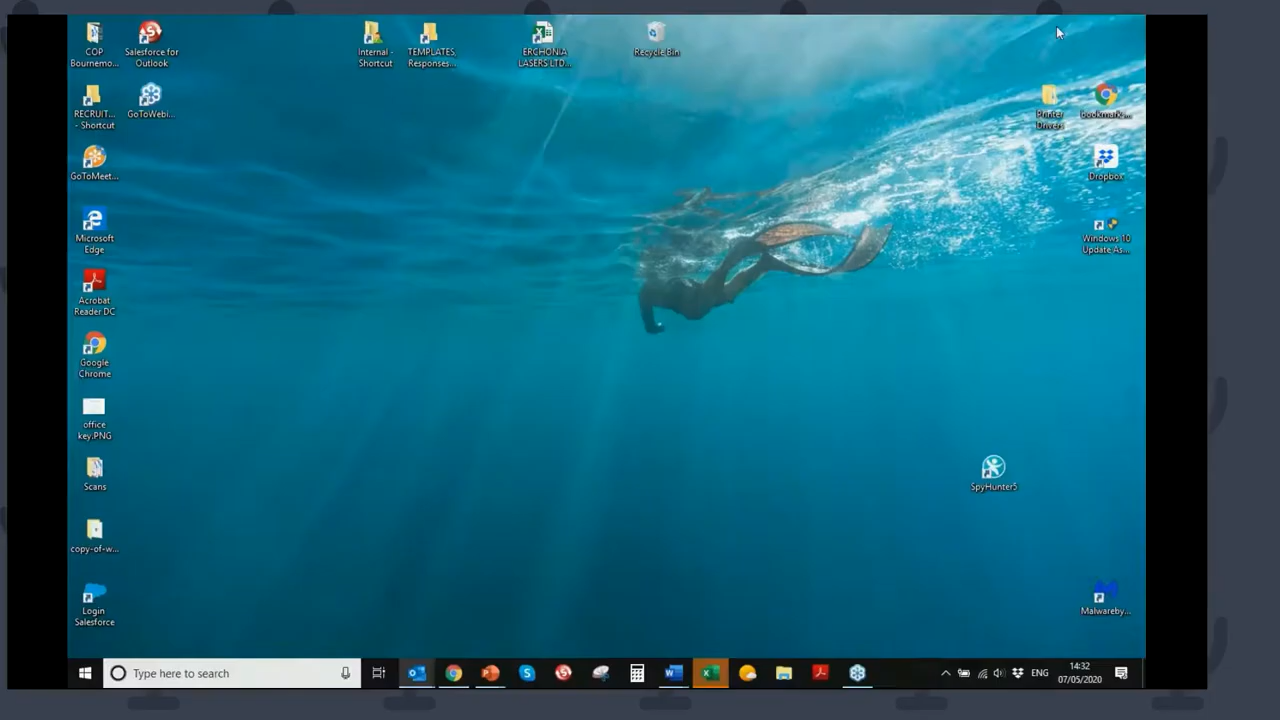 COP
Bournemo...
Salesforce for
Outlook
Internal -
Shortcut
TEMPLATES,
Responses...
ERCHONIA
LASERS LTD...
Recycle Bin
RECRUIT...
- Shortcut
GoToWebi...
Printer
Drivers
bookmark...
GoToMeet...
Dropbox
Microsoft
Edge
Windows 10
Update As...
Acrobat
Reader DC
Google
Chrome
office
key.PNG
Scans
SpyHunter5
copy-of-w...
Login
Salesforce
Malwareby...
Type here to search
ENG
14:32
07/05/2020